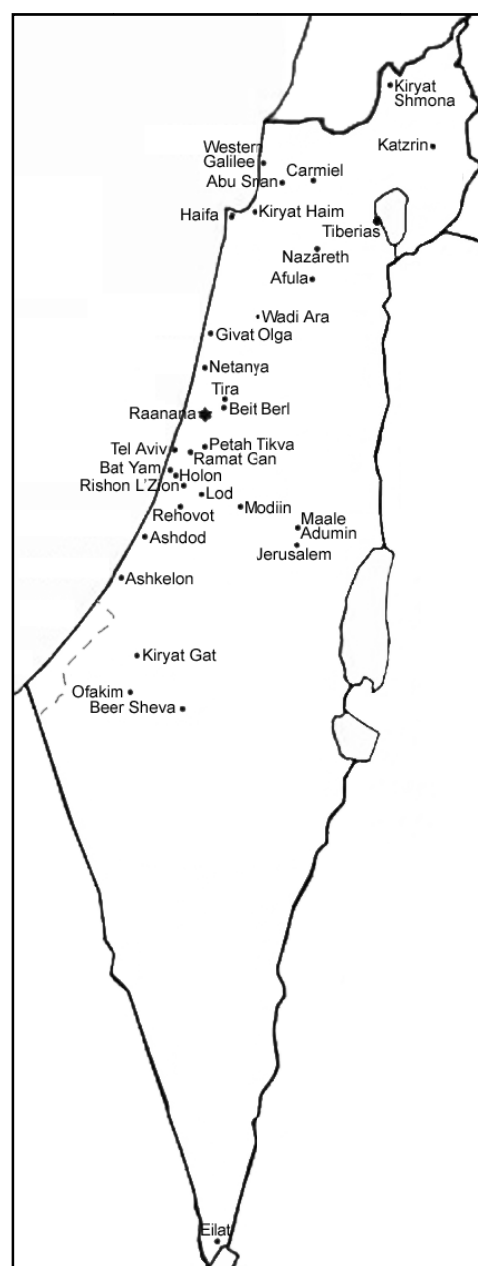 Kiryat
Shmona
Western
Galilee
Katzrin
Carmiel
Abu Snan
Kiryat Haim
Haifa
Tiberias
Nazareth
Afula
Wadi Ara
Givat Olga
Netanya
Tira
Beit Berl
Raanana
Petah Tikva
Tel Aviv
Ramat Gan
Bat Yam
Holon
Rishon L'Zion
Lod
Rehovot
Modiin
Maale
Adumin
Ashdod
Jerusalem
Ashkelon
Kiryat Gat
Ofakim
Beer Sheva
Eilat